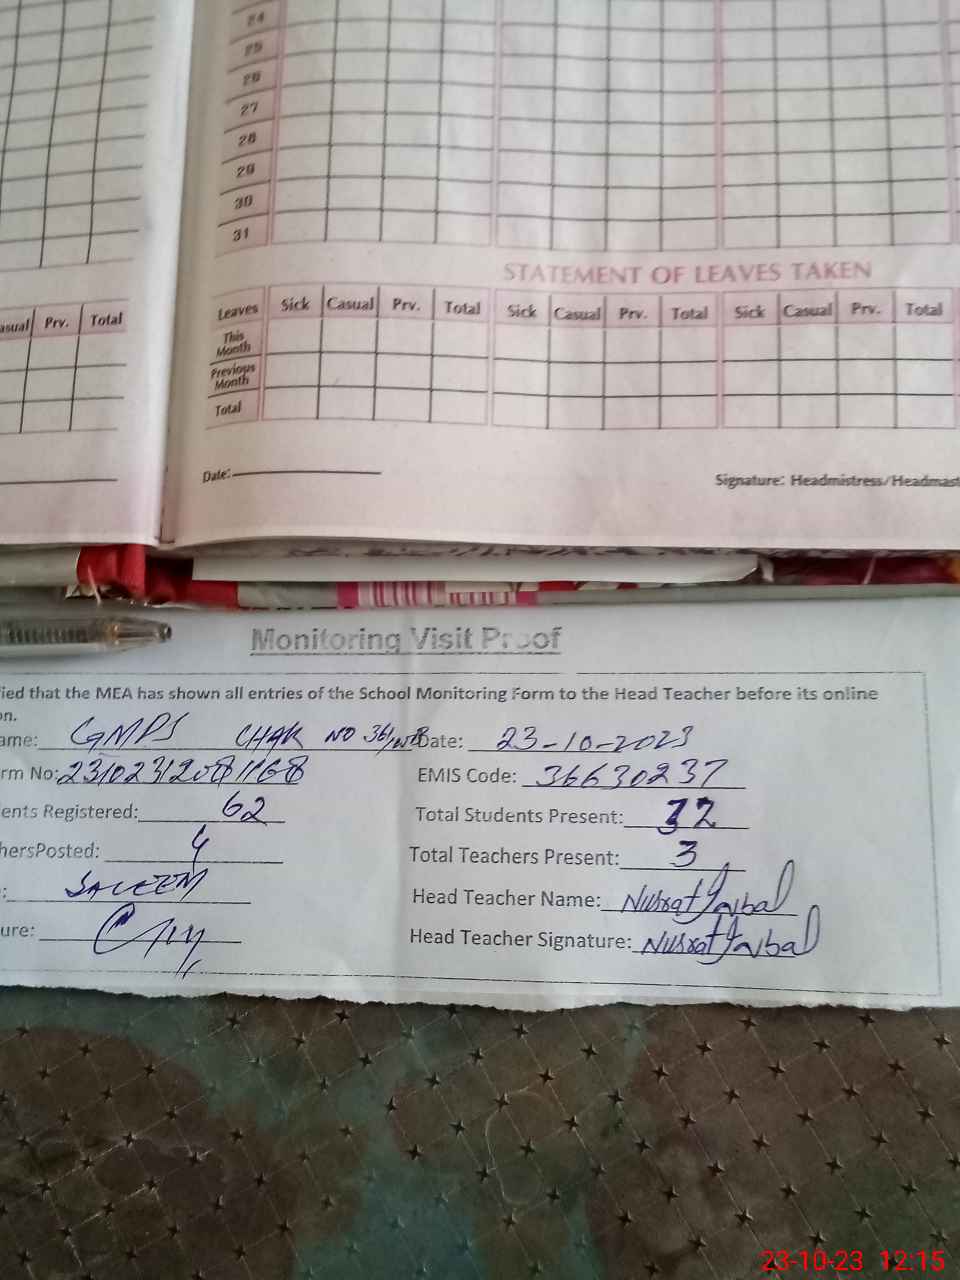 24
25
26
27
28
29
30
31
STATEMENT OF LEAVES TAKEN
asual Prv. Total
Leaves Sick Casual Prv. Total Sick Casual Prv. Total Sick Casual Prv. Total
This Month
Previous Month
Total
Date:
Signature: Headmistress/Headmast
Monitoring Visit Proof
ied that the MEA has shown all entries of the School Monitoring Form to the Head Teacher before its online
on.
ame: GMPS CHAK NO Date: 23-10-2023
rm No: EMIS Code: 36630237
ents Registered: 62 Total Students Present: 32
hersPosted: 4 Total Teachers Present: 3
: SALEEM Head Teacher Name: Nusrat Iqbal
ure: Head Teacher Signature: Nusrat Iqbal
23-10-23 12:15